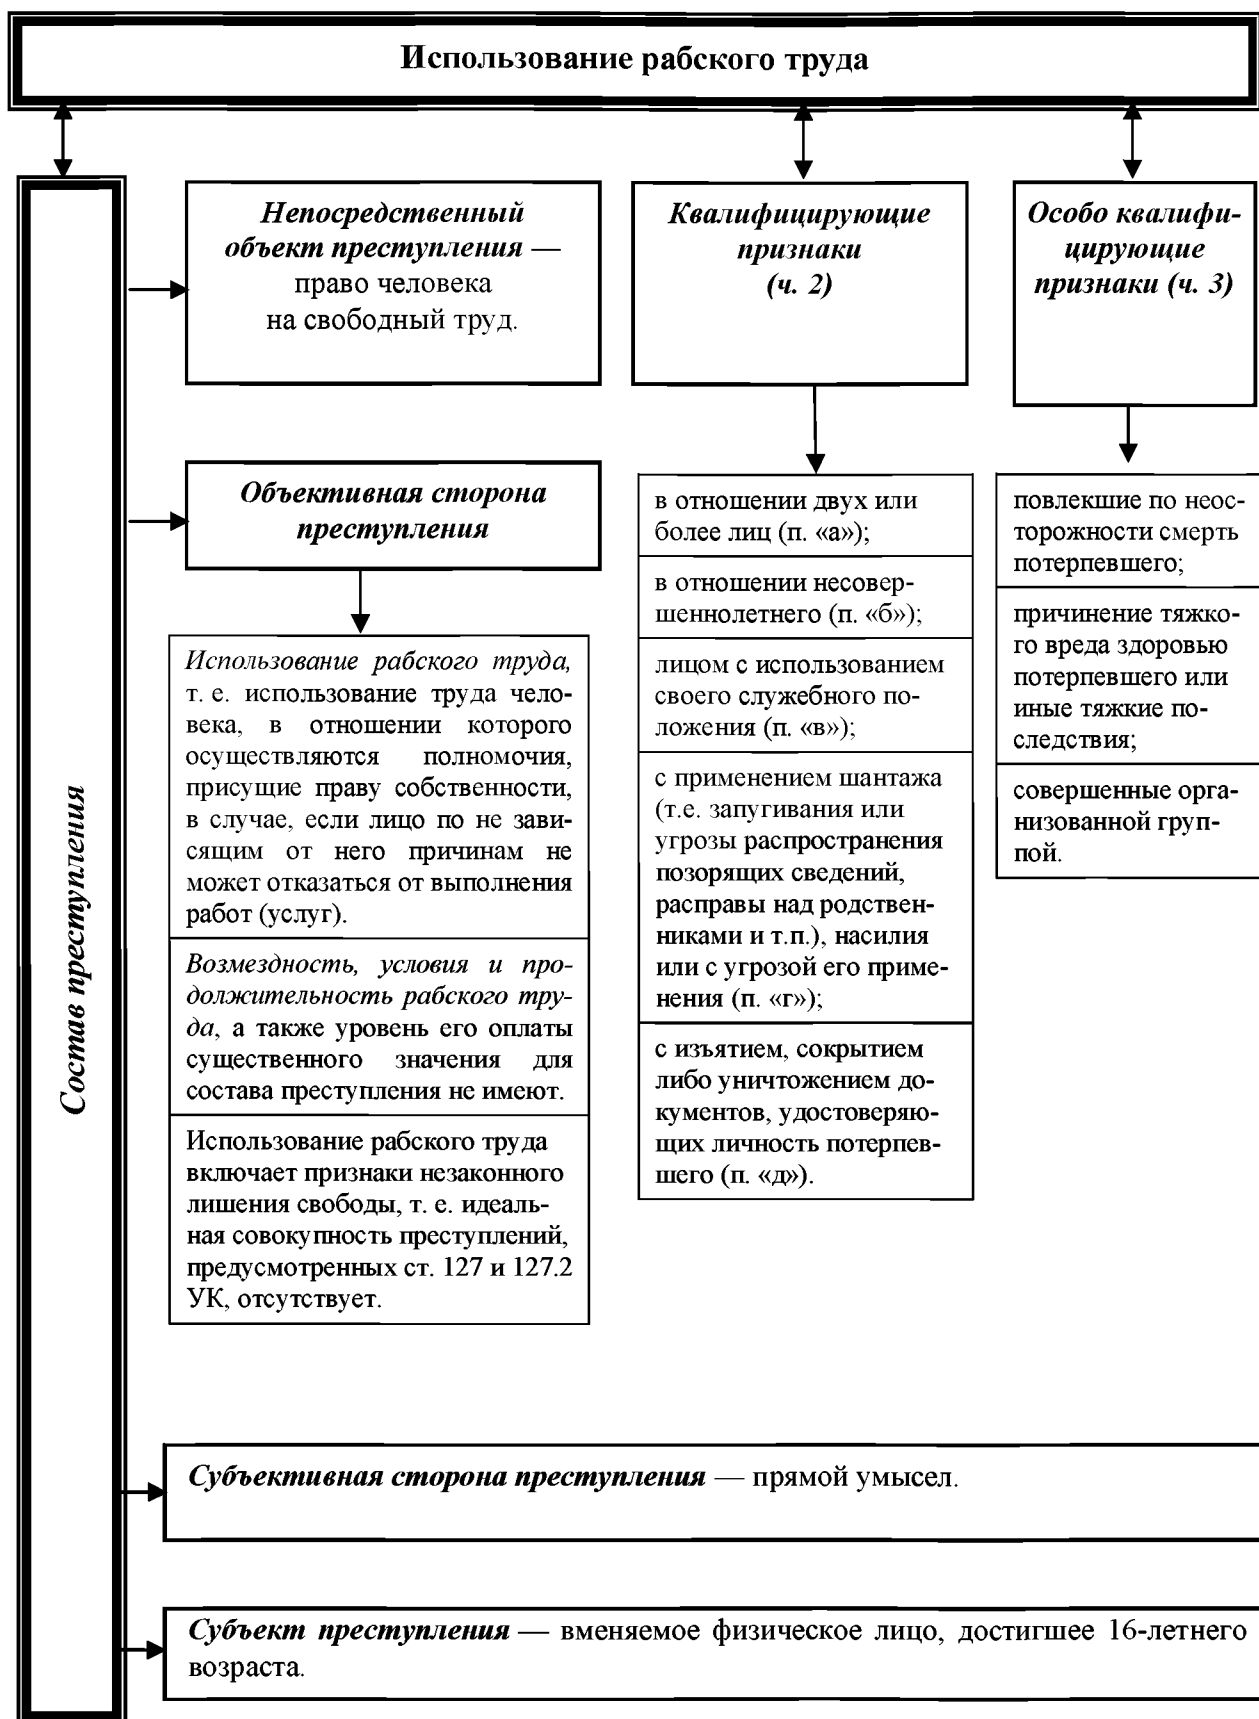 Использование рабского труда
Состав преступления
Непосредственный
объект преступления —
право человека
на свободный труд.
Объективная сторона
преступления
Использование рабского труда,
т. е. использование труда чело-
века, в отношении которого
осуществляются полномочия,
присущие праву собственности,
в случае, если лицо по не зави-
сящим от него причинам не
может отказаться от выполнения
работ (услуг).
Возмездность, условия и про-
должительность рабского тру-
да, а также уровень его оплаты
существенного значения для
состава преступления не имеют.
Использование рабского труда
включает признаки незаконного
лишения свободы, т. е. идеаль-
ная совокупность преступлений,
предусмотренных ст. 127 и 127.2
УК, отсутствует.
Квалифицирующие
признаки
(ч. 2)
в отношении двух или
более лиц (п. «а»);
в отношении несовер-
шеннолетнего (п. «б»);
лицом с использованием
своего служебного по-
ложения (п. «в»);
с применением шантажа
(т.е. запугивания или
угрозы распространения
позорящих сведений,
расправы над родствен-
никами и т.п.), насилия
или с угрозой его приме-
нения (п. «г»);
с изъятием, сокрытием
либо уничтожением до-
кументов, удостоверяю-
щих личность потерпев-
шего (п. «д»).
Особо квалифи-
цирующие
признаки (ч. 3)
повлекшие по неос-
торожности смерть
потерпевшего;
причинение тяжко-
го вреда здоровью
потерпевшего или
иные тяжкие по-
следствия;
совершенные орга-
низованной груп-
пой.
Субъективная сторона преступления — прямой умысел.
Субъект преступления — вменяемое физическое лицо, достигшее 16-летнего
возраста.